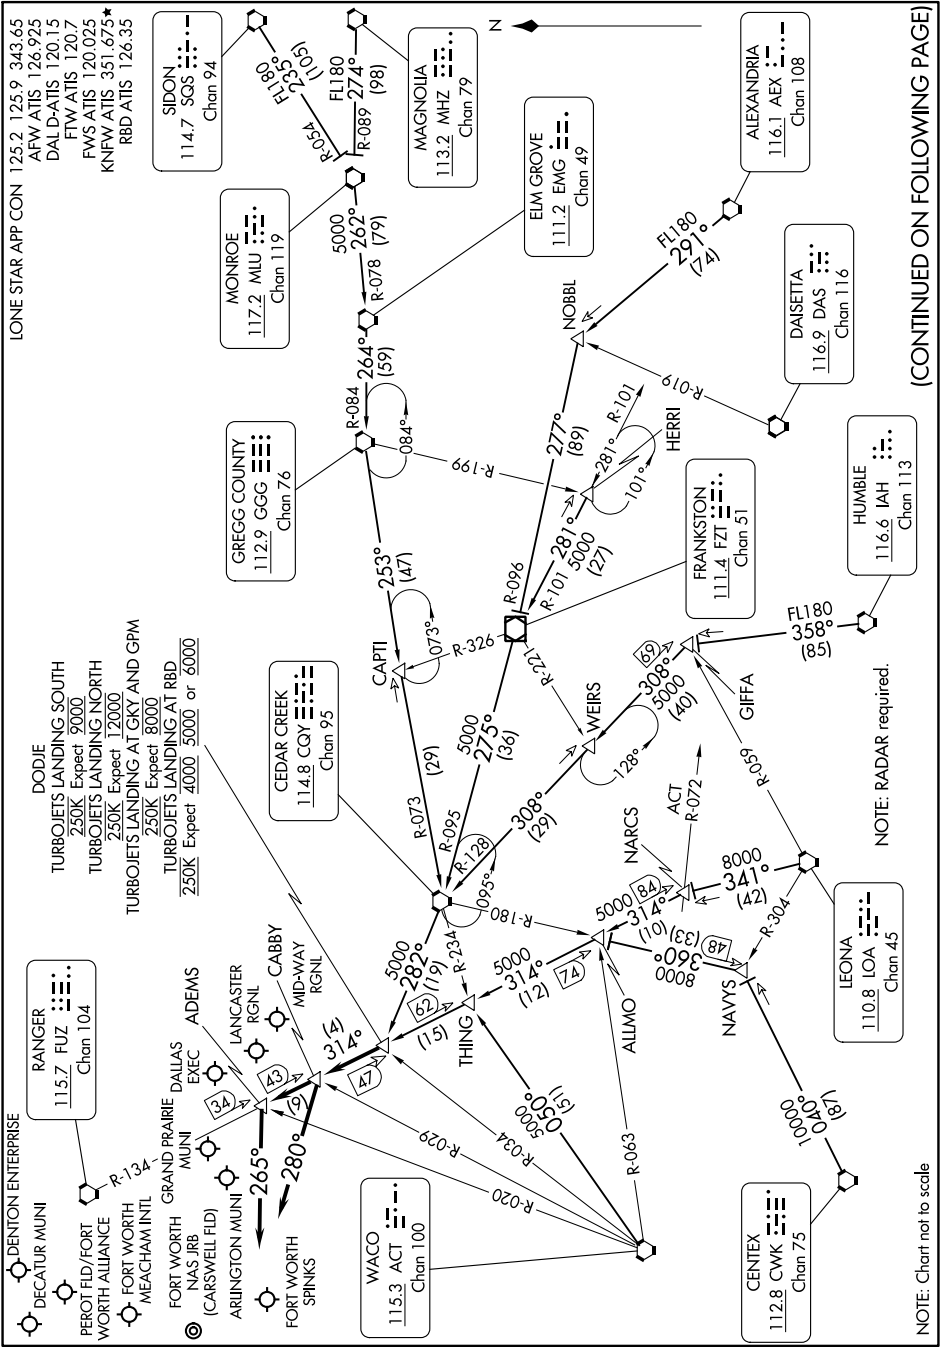 LONE STAR APP CON 125.2 125.9 343.65
AFW ATIS 126.925
DAL D-ATIS 120.15
FTW ATIS 120.7
FWS ATIS 120.025
KNFW ATIS 351.675★
RBD ATIS 126.35
DENTON ENTERPRISE
DECATUR MUNI
PEROT FLD/FORT
WORTH ALLIANCE
FORT WORTH
MEACHAM INTL
FORT WORTH
NAS JRB
(CARSWELL FLD)
GRAND PRAIRIE
MUNI
ARLINGTON MUNI
FORT WORTH
SPINKS
DALLAS
EXEC
LANCASTER
RGNL
MID-WAY
RGNL
RANGER
115.7 FUZ
Chan 104
R-134
ADEMS
CABBY
34
43
47
62
(9)
(4)
314°
265°
280°
DODJE
TURBOJETS LANDING SOUTH
250K Expect 9000
TURBOJETS LANDING NORTH
250K Expect 12000
TURBOJETS LANDING AT GKY AND GPM
250K Expect 8000
TURBOJETS LANDING AT RBD
250K Expect 4000 5000 or 6000
CEDAR CREEK
114.8 CQY
Chan 95
5000
282°
(19)
(15)
R-234
THING
R-180
R-073
R-095
R-128
095°
(29)
5000
275°
(36)
308°
(29)
GREGG COUNTY
112.9 GGG
Chan 76
R-084
084°
264°
(59)
253°
(47)
CAPTI
073°
R-326
R-199
MONROE
117.2 MLU
Chan 119
5000
262°
(79)
R-078
SIDON
114.7 SQS
Chan 94
FL180
235°
(105)
R-054
FL180
274°
(98)
R-089
MAGNOLIA
113.2 MHZ
Chan 79
N
ELM GROVE
111.2 EMG
Chan 49
ALEXANDRIA
116.1 AEX
Chan 108
FL180
291°
(74)
NOBBL
277°
(89)
R-096
R-019
DAISETTA
116.9 DAS
Chan 116
HERRI
281°
101°
R-101
R-101
281°
5000
(27)
FRANKSTON
111.4 FZT
Chan 51
R-221
WEIRS
128°
69
308°
5000
(40)
GIFFA
FL180
358°
(85)
HUMBLE
116.6 IAH
Chan 113
R-059
NARCS
ACT
R-072
84
5000
314°
(10)
8000
341°
(42)
R-304
LEONA
110.8 LOA
Chan 45
5000
314°
(12)
74
ALLMO
48
8000
360°
(33)
NAVYS
10000
040°
(87)
CENTEX
112.8 CWK
Chan 75
WACO
115.3 ACT
Chan 100
R-020
R-029
R-034
5000
050°
(51)
R-063
NOTE: RADAR required.
NOTE: Chart not to scale
(CONTINUED ON FOLLOWING PAGE)